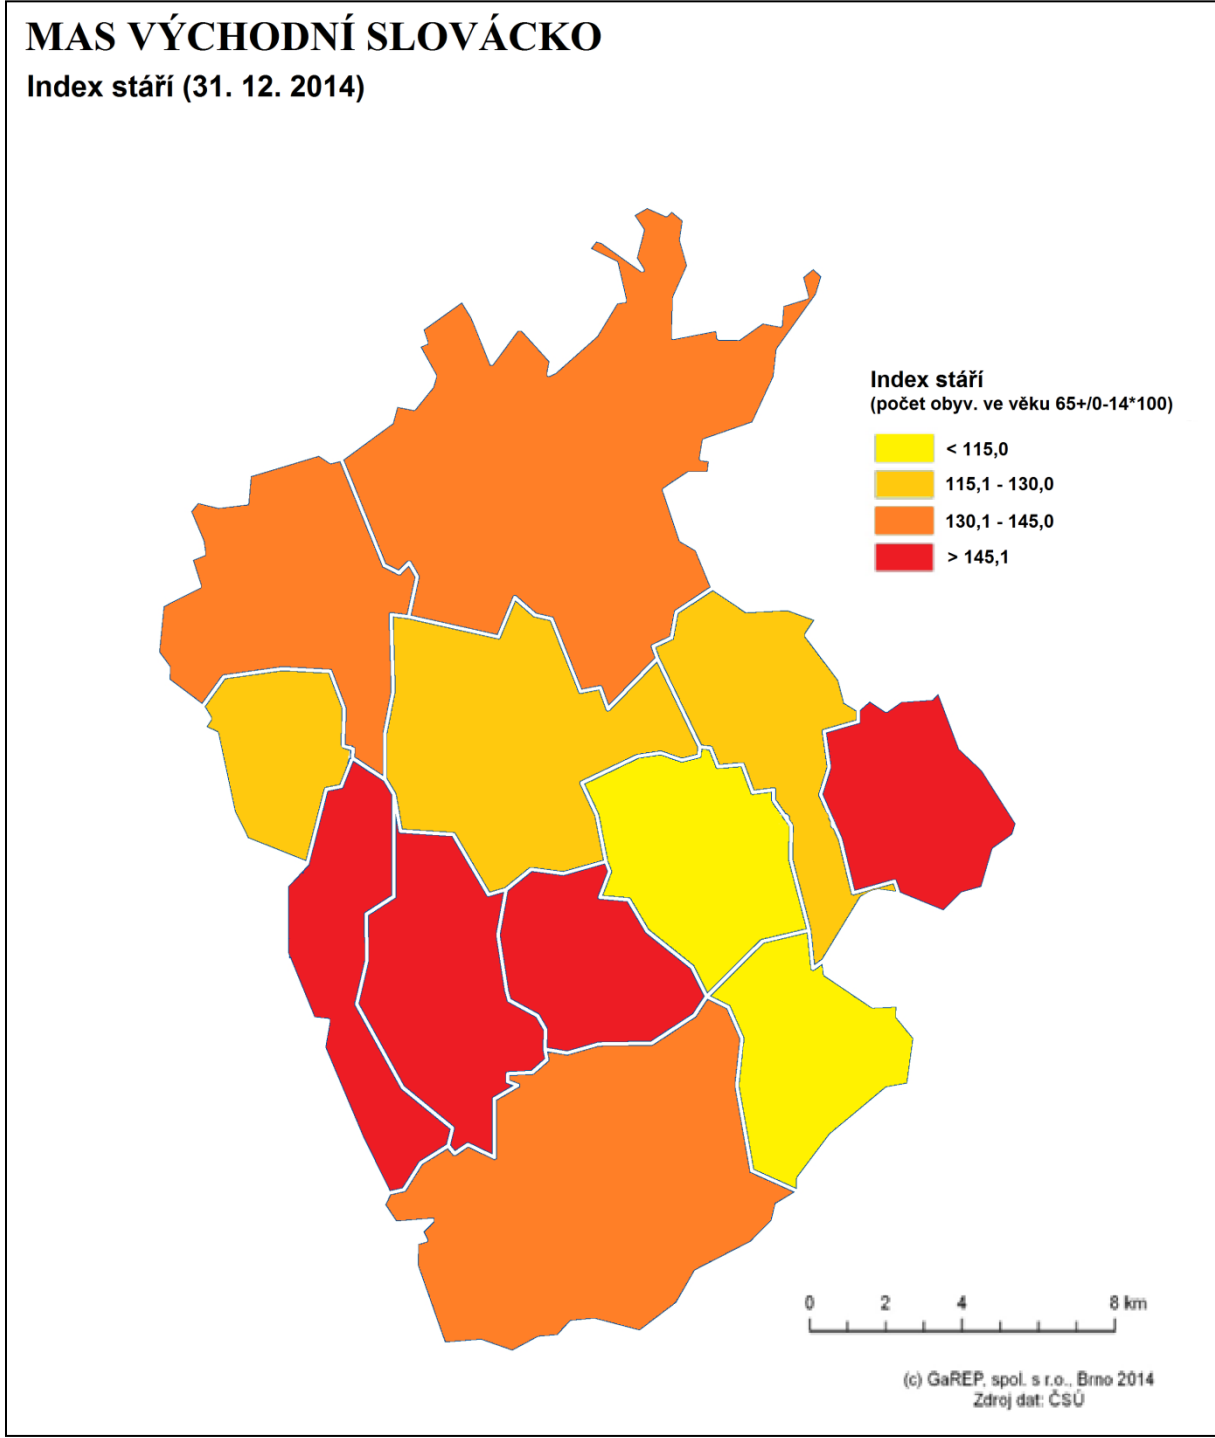 MAS VÝCHODNÍ SLOVÁCKO
Index stáří (31. 12. 2014)
Index stáří
(počet obyv. ve věku 65+/0-14*100)
< 115,0
115,1 - 130,0
130,1 - 145,0
> 145,1
0 2 4 8 km
(c) GaREP, spol. s r.o., Brno 2014
Zdroj dat: ČSÚ